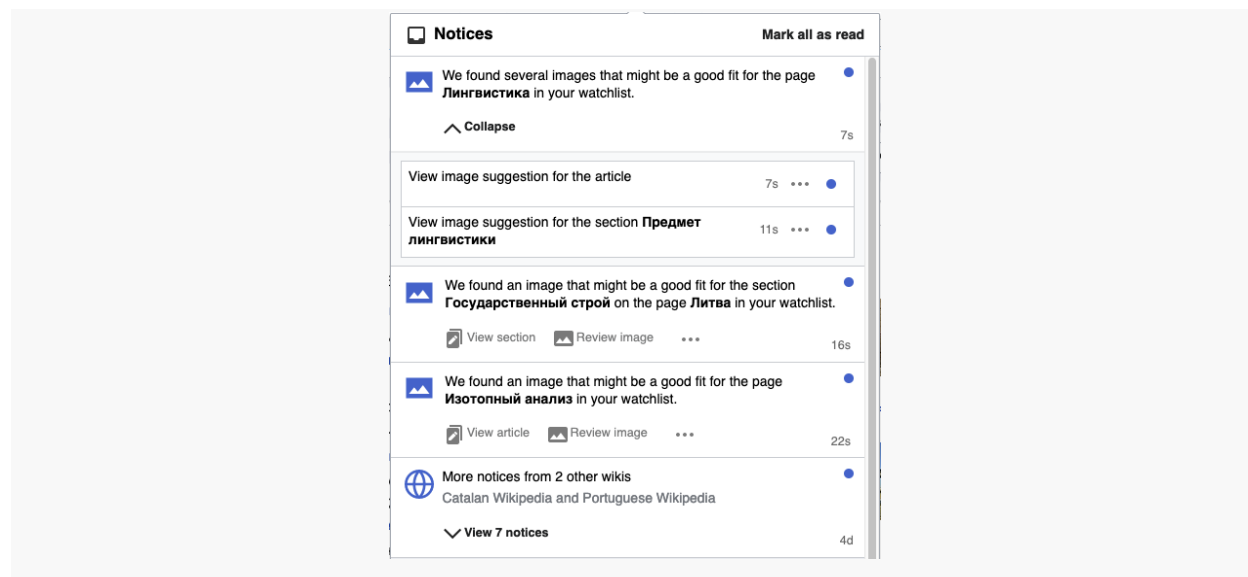 Notices
Mark all as read
We found several images that might be a good fit for the page
Лингвистика in your watchlist.
Collapse
7s
View image suggestion for the article
7s
View image suggestion for the section Предмет
лингвистики
11s
We found an image that might be a good fit for the section
Государственный строй on the page Литва in your watchlist.
View section
Review image
16s
We found an image that might be a good fit for the page
Изотопный анализ in your watchlist.
View article
Review image
22s
More notices from 2 other wikis
Catalan Wikipedia and Portuguese Wikipedia
View 7 notices
4d